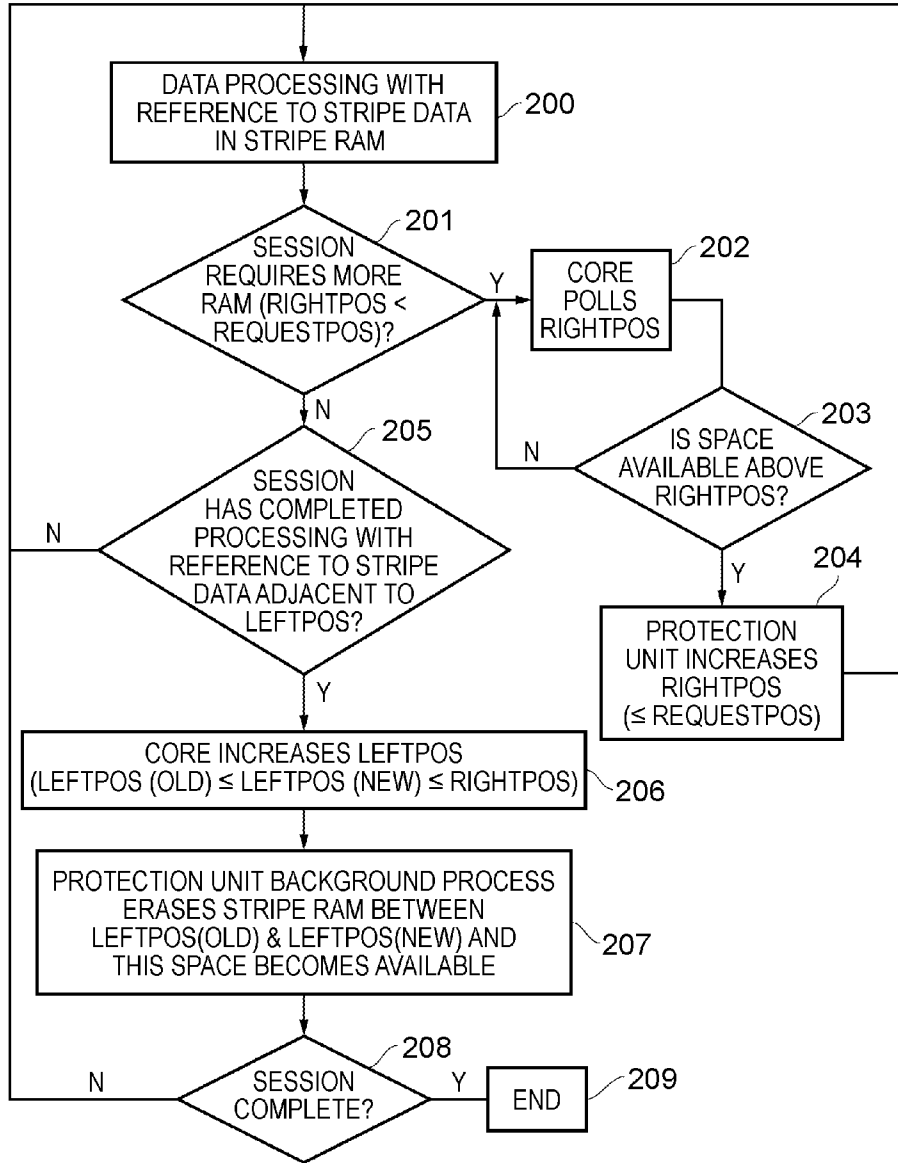 DATA PROCESSING WITH
REFERENCE TO STRIPE DATA
IN STRIPE RAM
200
201
SESSION
REQUIRES MORE
RAM (RIGHTPOS <
REQUESTPOS)?
Y
202
CORE
POLLS
RIGHTPOS
N
203
IS SPACE
AVAILABLE ABOVE
RIGHTPOS?
N
Y
204
PROTECTION
UNIT INCREASES
RIGHTPOS
(≤ REQUESTPOS)
205
SESSION
HAS COMPLETED
PROCESSING WITH
REFERENCE TO STRIPE
DATA ADJACENT TO
LEFTPOS?
N
Y
CORE INCREASES LEFTPOS
(LEFTPOS (OLD) ≤ LEFTPOS (NEW) ≤ RIGHTPOS)
206
PROTECTION UNIT BACKGROUND PROCESS
ERASES STRIPE RAM BETWEEN
LEFTPOS(OLD) & LEFTPOS(NEW) AND
THIS SPACE BECOMES AVAILABLE
207
208
SESSION
COMPLETE?
N
Y
END
209